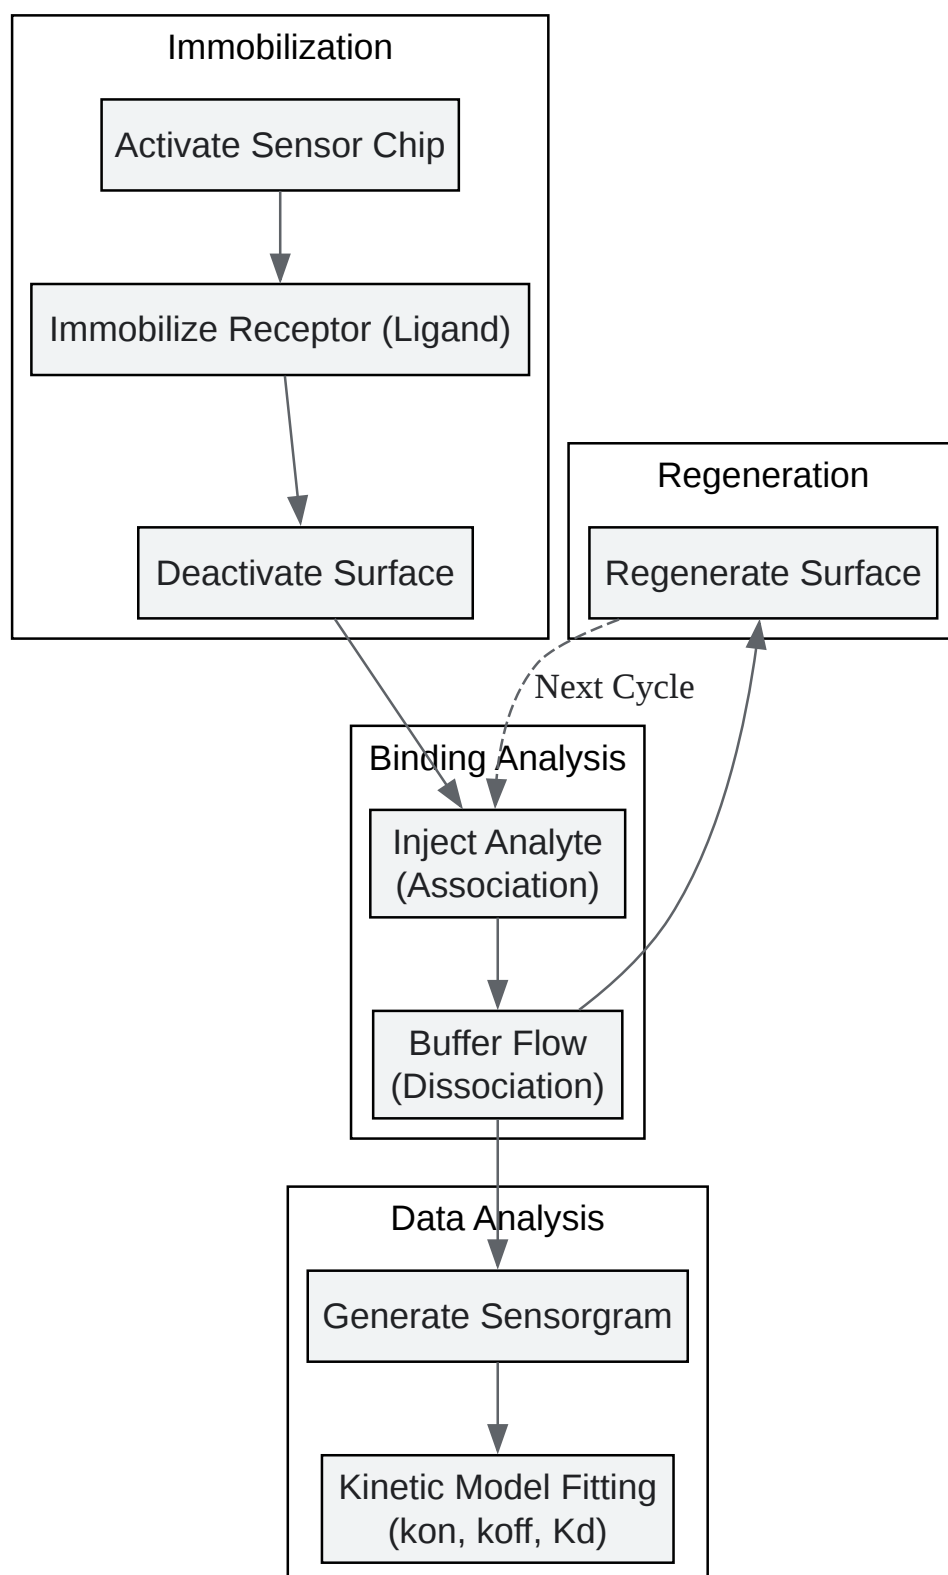 Immobilization
Activate Sensor Chip
Immobilize Receptor (Ligand)
Deactivate Surface
Regeneration
Regenerate Surface
Next Cycle
Binding Analysis
Inject Analyte
(Association)
Buffer Flow
(Dissociation)
Data Analysis
Generate Sensorgram
Kinetic Model Fitting
(kon, koff, Kd)